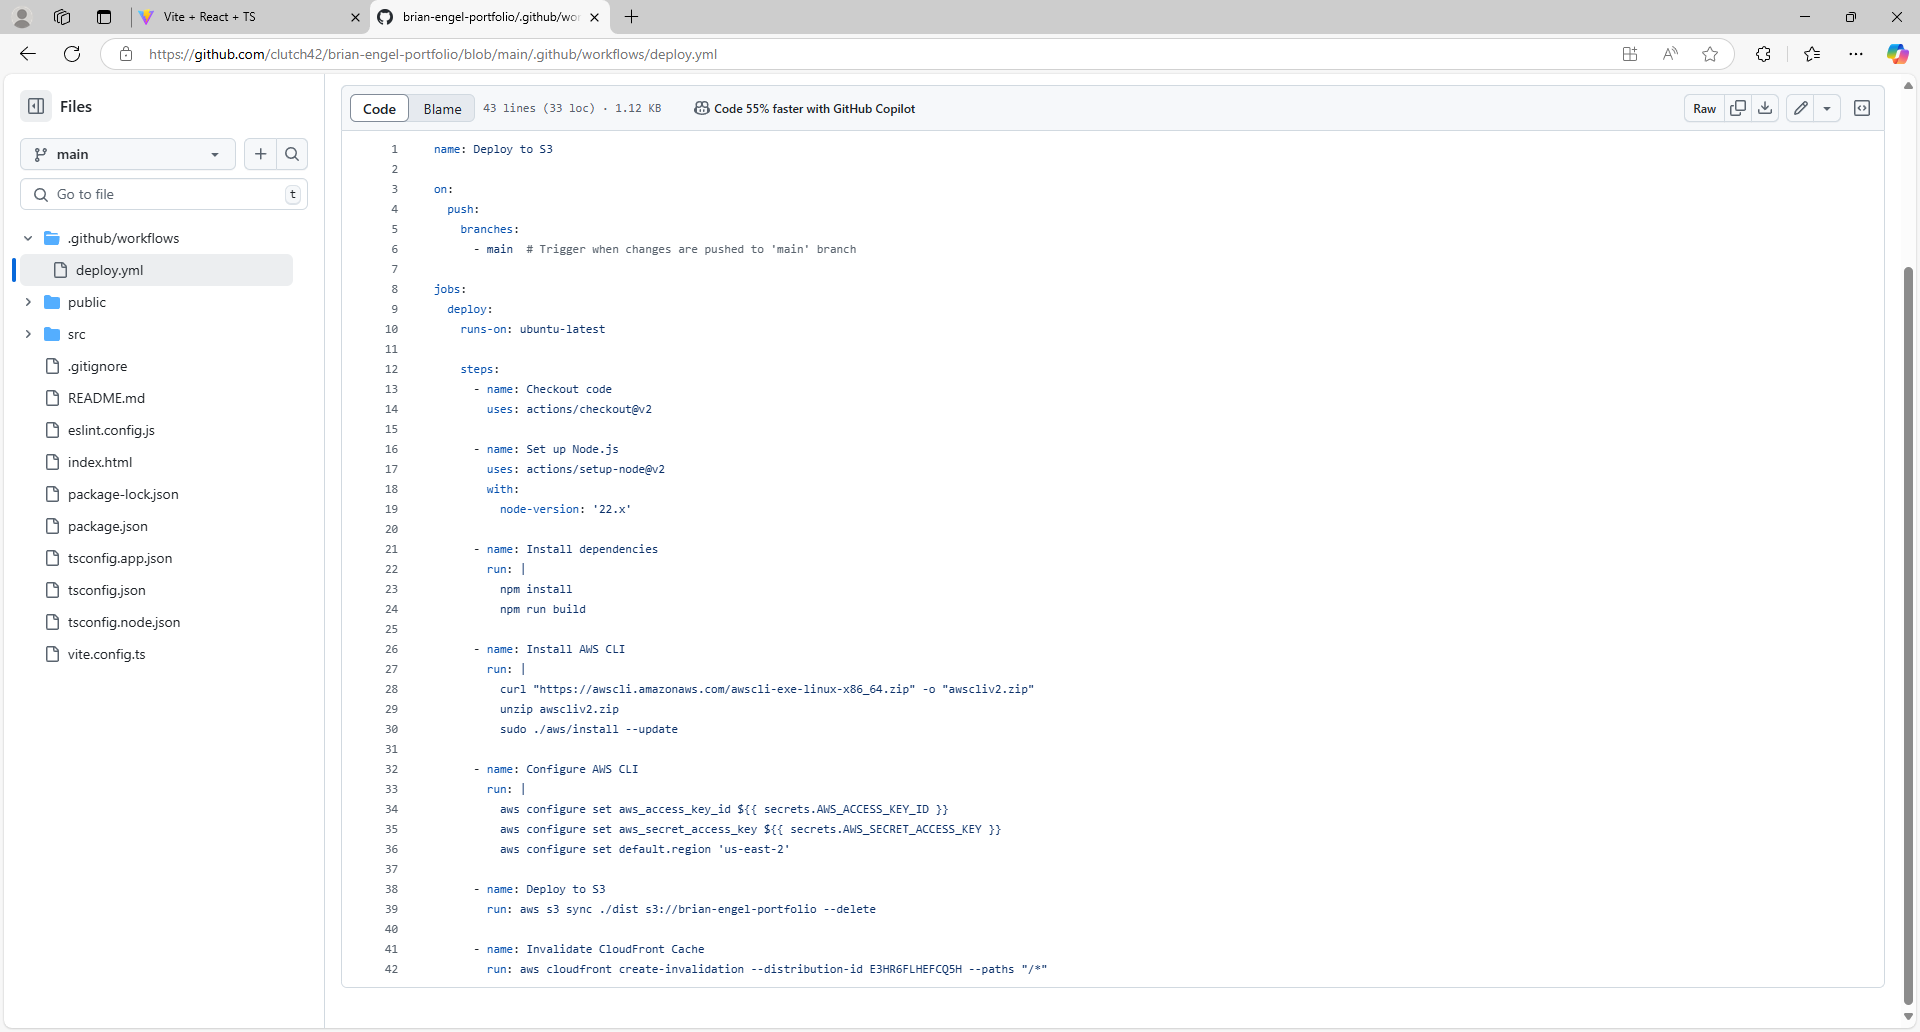 Vite + React + TS
brian-engel-portfolio/.github/wor
https://github.com/clutch42/brian-engel-portfolio/blob/main/.github/workflows/deploy.yml
Files
main
Go to file
t
.github/workflows
deploy.yml
public
src
.gitignore
README.md
eslint.config.js
index.html
package-lock.json
package.json
tsconfig.app.json
tsconfig.json
tsconfig.node.json
vite.config.ts
Code Blame 43 lines (33 loc) · 1.12 KB Code 55% faster with GitHub Copilot Raw
1 name: Deploy to S3
2
3 on:
4 push:
5 branches:
6 - main # Trigger when changes are pushed to 'main' branch
7
8 jobs:
9 deploy:
10 runs-on: ubuntu-latest
11
12 steps:
13 - name: Checkout code
14 uses: actions/checkout@v2
15
16 - name: Set up Node.js
17 uses: actions/setup-node@v2
18 with:
19 node-version: '22.x'
20
21 - name: Install dependencies
22 run: |
23 npm install
24 npm run build
25
26 - name: Install AWS CLI
27 run: |
28 curl "https://awscli.amazonaws.com/awscli-exe-linux-x86_64.zip" -o "awscliv2.zip"
29 unzip awscliv2.zip
30 sudo ./aws/install --update
31
32 - name: Configure AWS CLI
33 run: |
34 aws configure set aws_access_key_id ${{ secrets.AWS_ACCESS_KEY_ID }}
35 aws configure set aws_secret_access_key ${{ secrets.AWS_SECRET_ACCESS_KEY }}
36 aws configure set default.region 'us-east-2'
37
38 - name: Deploy to S3
39 run: aws s3 sync ./dist s3://brian-engel-portfolio --delete
40
41 - name: Invalidate CloudFront Cache
42 run: aws cloudfront create-invalidation --distribution-id E3HR6FLHEFCQ5H --paths "/*"